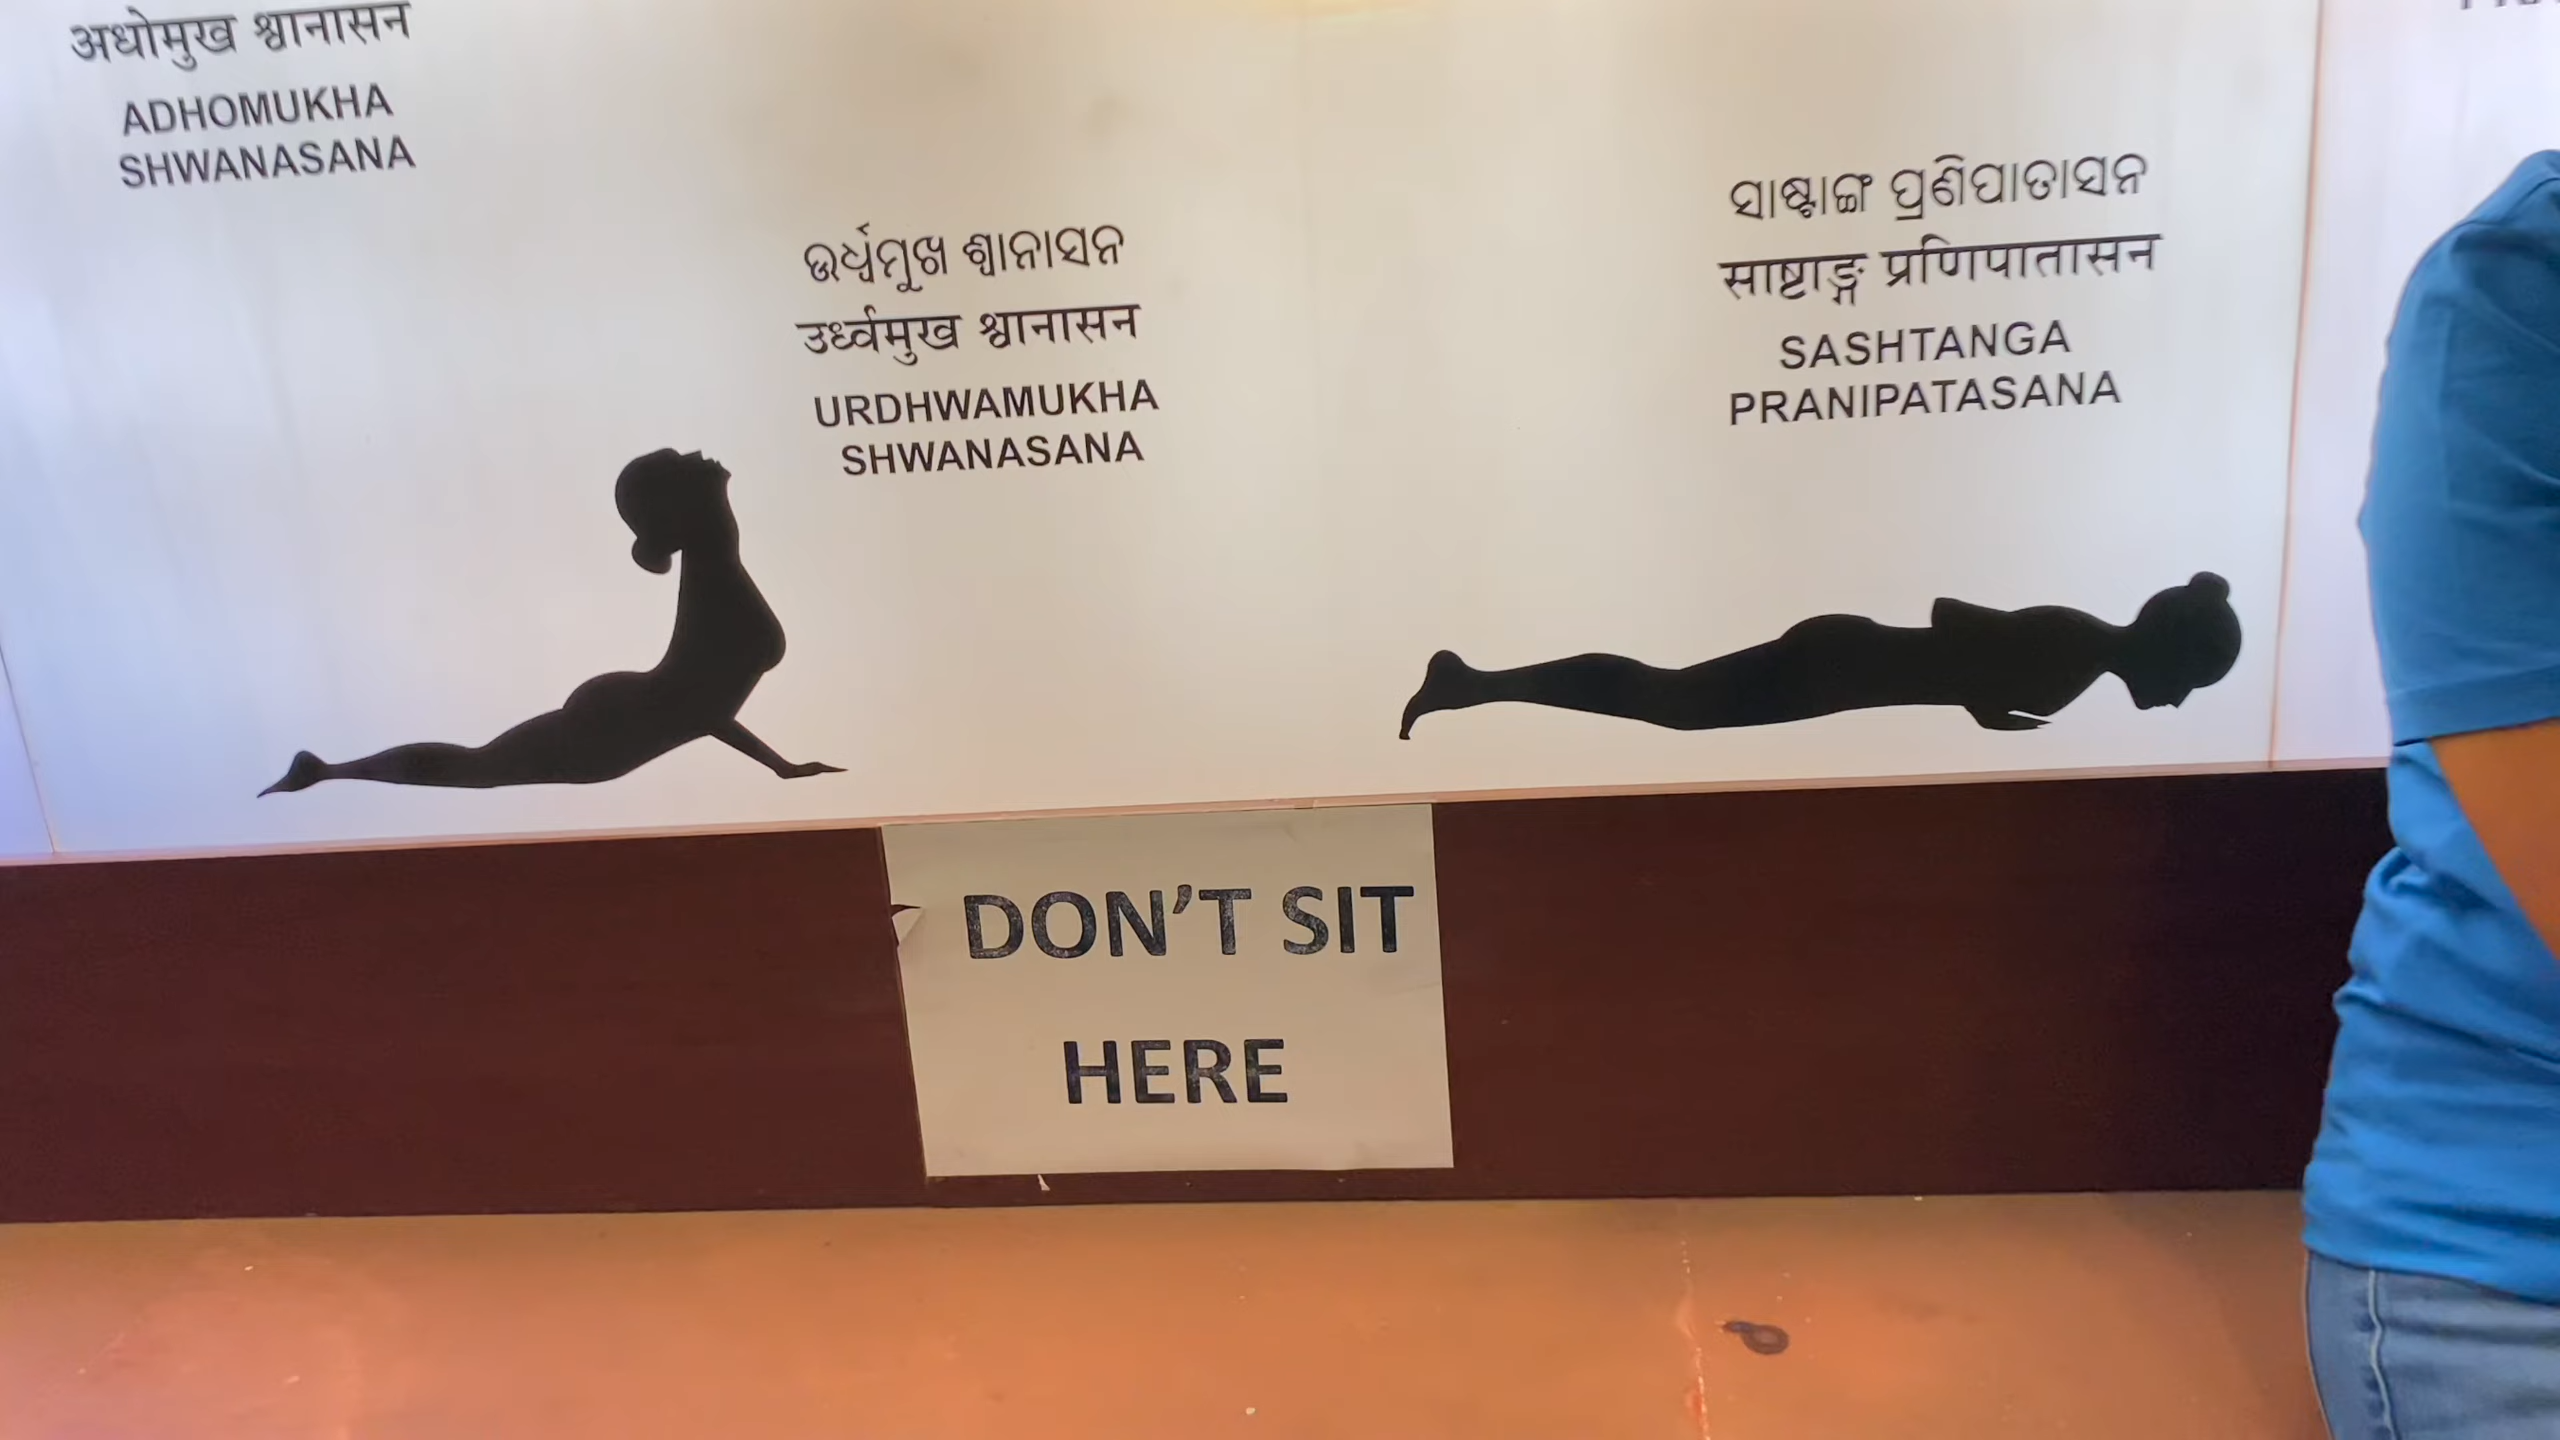 अधोमुख श्वानासन
ADHOMUKHA
SHWANASANA
ଉର୍ଧ୍ୱମୁଖ ଶ୍ୱାନାସନ
उर्ध्वमुख श्वानासन
URDHWAMUKHA
SHWANASANA
ସାଷ୍ଟାଙ୍ଗ ପ୍ରଣିପାତାସନ
साष्टाङ्ग प्रणिपातासन
SASHTANGA
PRANIPATASANA
DON'T SIT
HERE